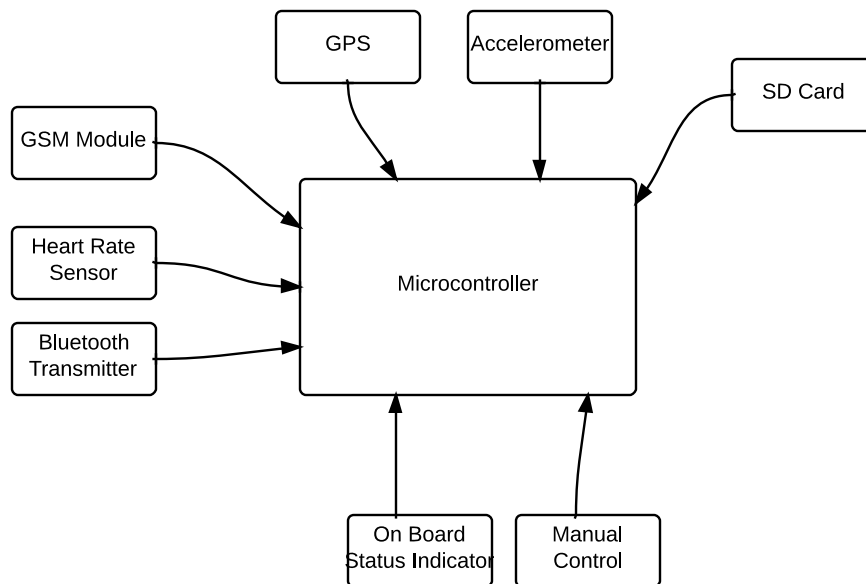 GPS
Accelerometer
SD Card
GSM Module
Heart Rate
Sensor
Microcontroller
Bluetooth
Transmitter
On Board
Status Indicator
Manual
Control